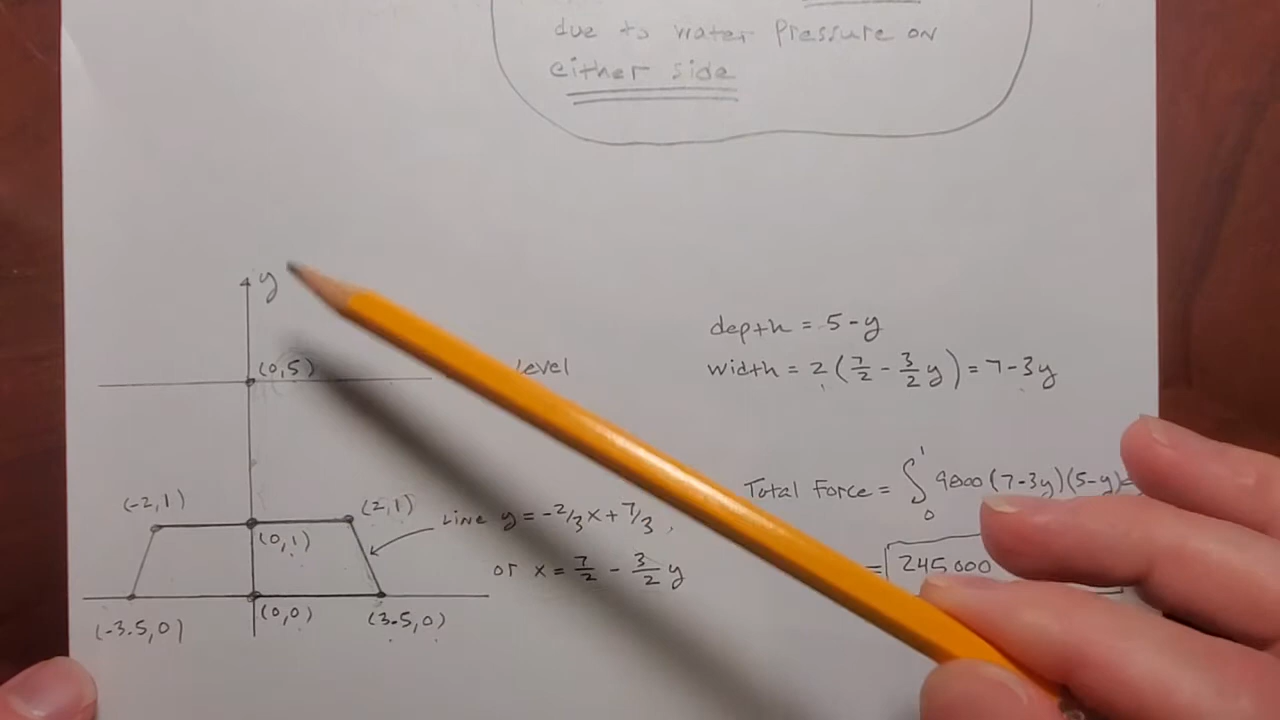 due to water pressure on
either side
y
(0,5)
Level
depth = 5-y
width = 2(7/2 - 3/2 y) = 7-3y
(-2,1)
(2,1)
(0,1)
Line y = -2/3x + 7/3,
or x = 7/2 - 3/2 y
Total Force = ∫₀¹ 9800(7-3y)(5-y)
= 245000
(-3.5,0)
(0,0)
(3.5,0)